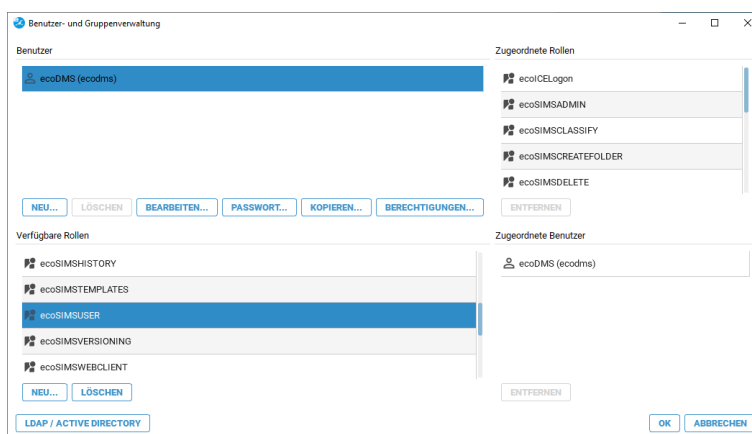 Benutzer- und Gruppenverwaltung
Benutzer
ecoDMS (ecodms)
NEU...
LÖSCHEN
BEARBEITEN...
PASSWORT...
KOPIEREN...
BERECHTIGUNGEN...
Zugeordnete Rollen
ecoICELogon
ecoSIMSADMIN
ecoSIMSCLASSIFY
ecoSIMSCREATEFOLDER
ecoSIMSDELETE
ENTFERNEN
Verfügbare Rollen
ecoSIMSHISTORY
ecoSIMSTEMPLATES
ecoSIMSUSER
ecoSIMSVERSIONING
ecoSIMSWEBCLIENT
NEU...
LÖSCHEN
Zugeordnete Benutzer
ecoDMS (ecodms)
ENTFERNEN
LDAP / ACTIVE DIRECTORY
OK
ABBRECHEN